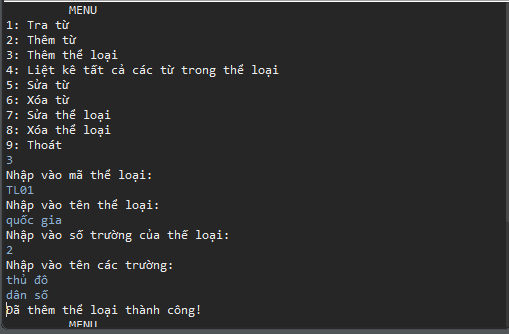 MENU
1: Tra từ
2: Thêm từ
3: Thêm thể loại
4: Liệt kê tất cả các từ trong thể loại
5: Sửa từ
6: Xóa từ
7: Sửa thể loại
8: Xóa thể loại
9: Thoát
3
Nhập vào mã thể loại:
TL01
Nhập vào tên thể loại:
quốc gia
Nhập vào số trường của thể loại:
2
Nhập vào tên các trường:
thủ đô
dân số
Đã thêm thể loại thành công!
MENU